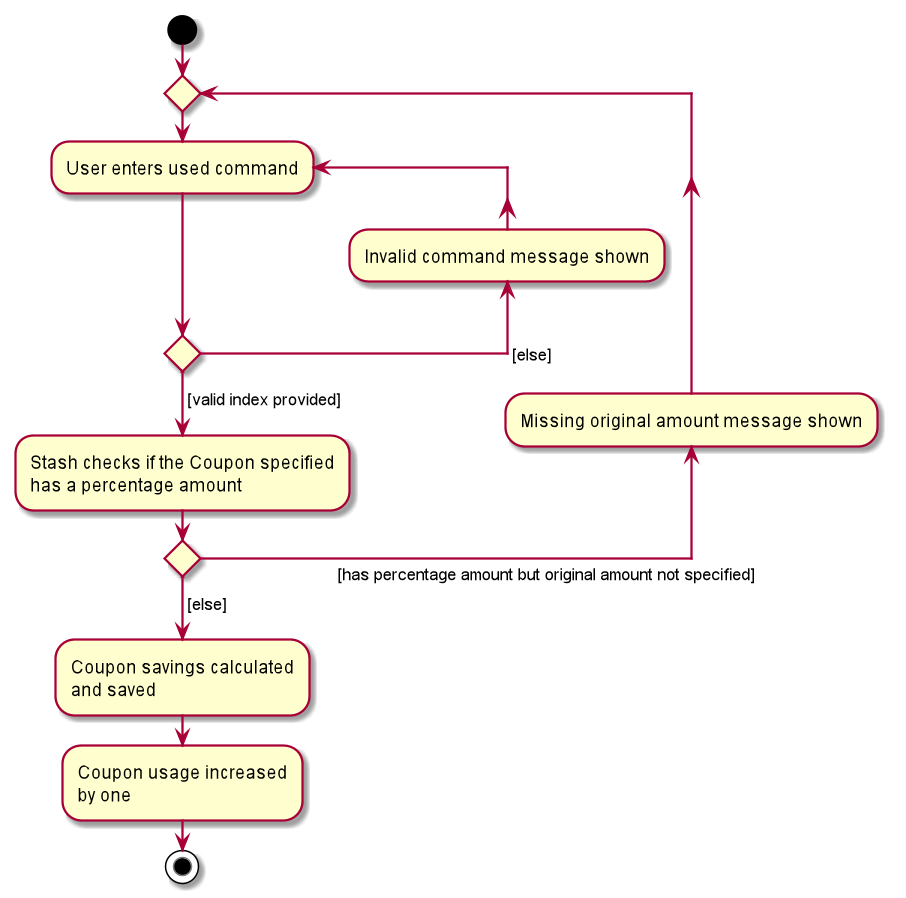 User enters used command
Invalid command message shown
[else]
[valid index provided]
Missing original amount message shown
Stash checks if the Coupon specified
has a percentage amount
[has percentage amount but original amount not specified]
[else]
Coupon savings calculated
and saved
Coupon usage increased
by one